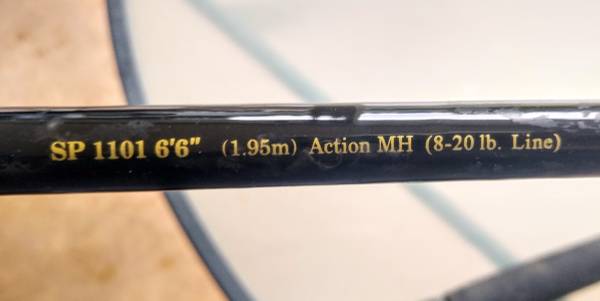 SP 1101 6'6" (1.95m) Action MH (8-20 lb. Line)